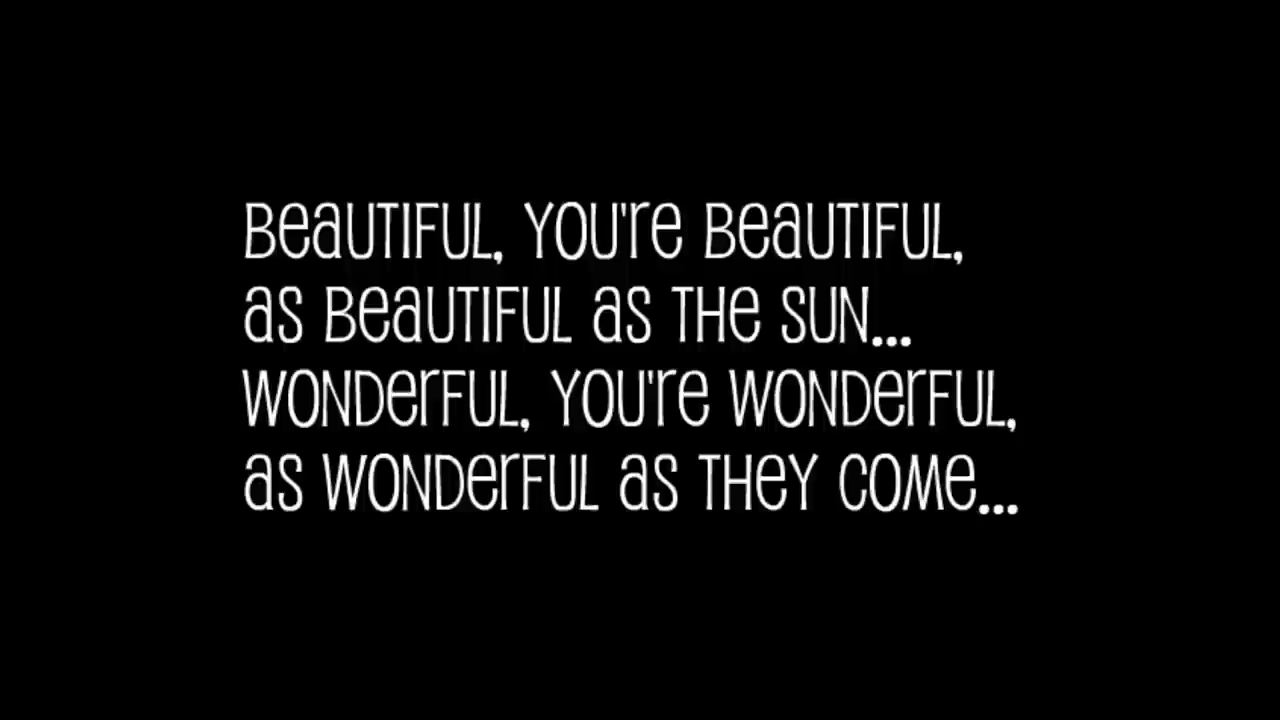 Beautiful, you're beautiful,
as beautiful as the sun...
Wonderful, you're wonderful,
as wonderful as they come...